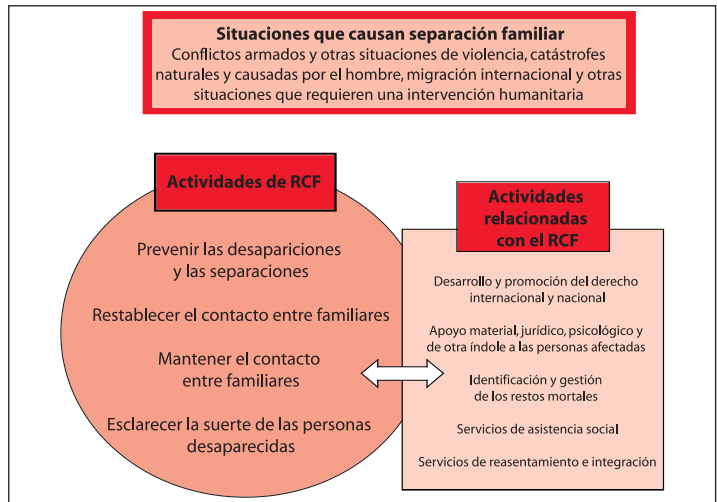 Situaciones que causan separación familiar
Conflictos armados y otras situaciones de violencia, catástrofes
naturales y causadas por el hombre, migración internacional y otras
situaciones que requieren una intervención humanitaria
Actividades de RCF
Prevenir las desapariciones
y las separaciones
Restablecer el contacto entre familiares
Mantener el contacto
entre familiares
Esclarecer la suerte de las personas
desaparecidas
Actividades
relacionadas
con el RCF
Desarrollo y promoción del derecho
internacional y nacional
Apoyo material, jurídico, psicológico y
de otra índole a las personas afectadas
Identificación y gestión
de los restos mortales
Servicios de asistencia social
Servicios de reasentamiento e integración